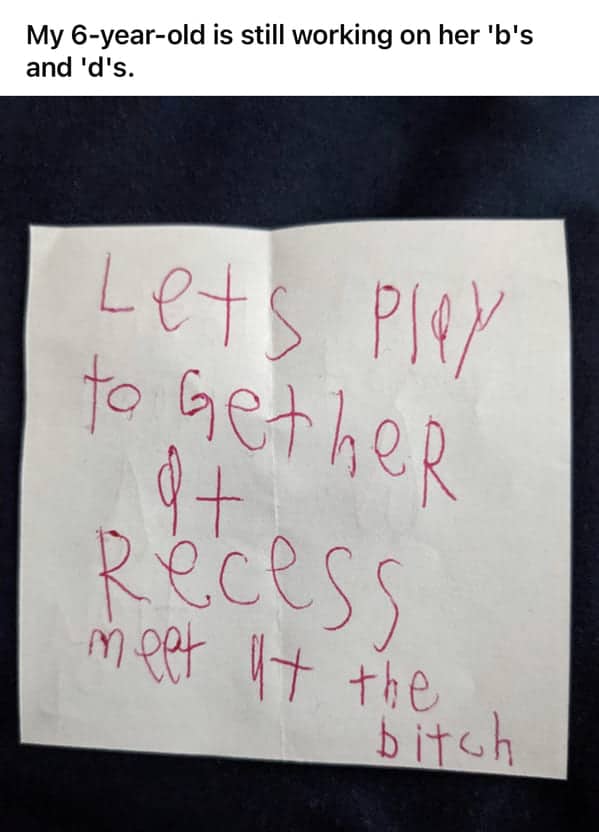 My 6-year-old is still working on her 'b's
and 'd's.
Lets Play
to GetheR
at
Recess
meet at the
bitch